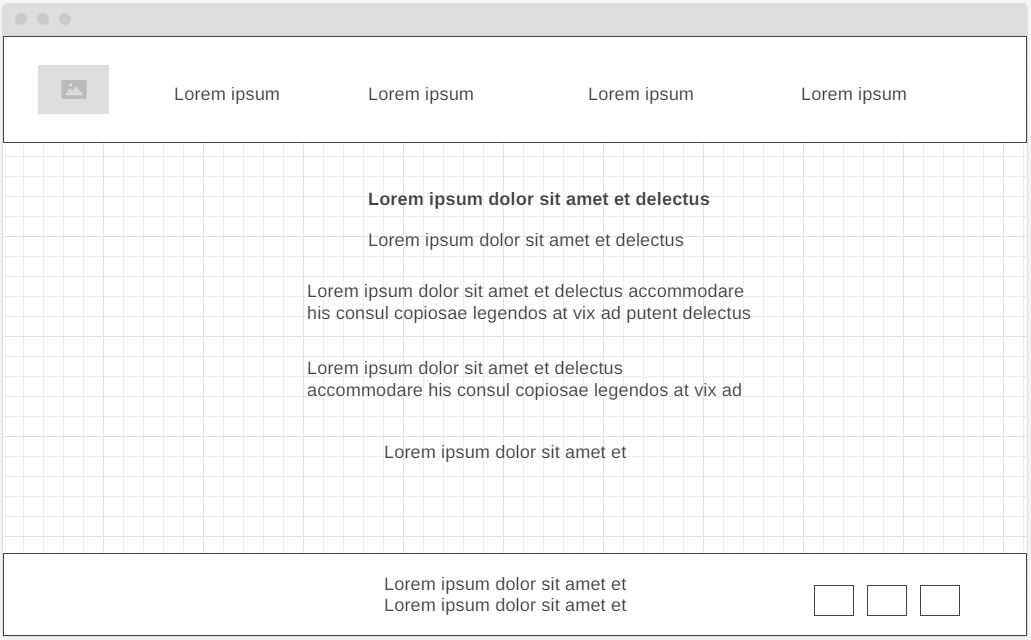 Lorem ipsum
Lorem ipsum
Lorem ipsum
Lorem ipsum
Lorem ipsum dolor sit amet et delectus
Lorem ipsum dolor sit amet et delectus
Lorem ipsum dolor sit amet et delectus accommodare
his consul copiosae legendos at vix ad putent delectus
Lorem ipsum dolor sit amet et delectus
accommodare his consul copiosae legendos at vix ad
Lorem ipsum dolor sit amet et
Lorem ipsum dolor sit amet et
Lorem ipsum dolor sit amet et